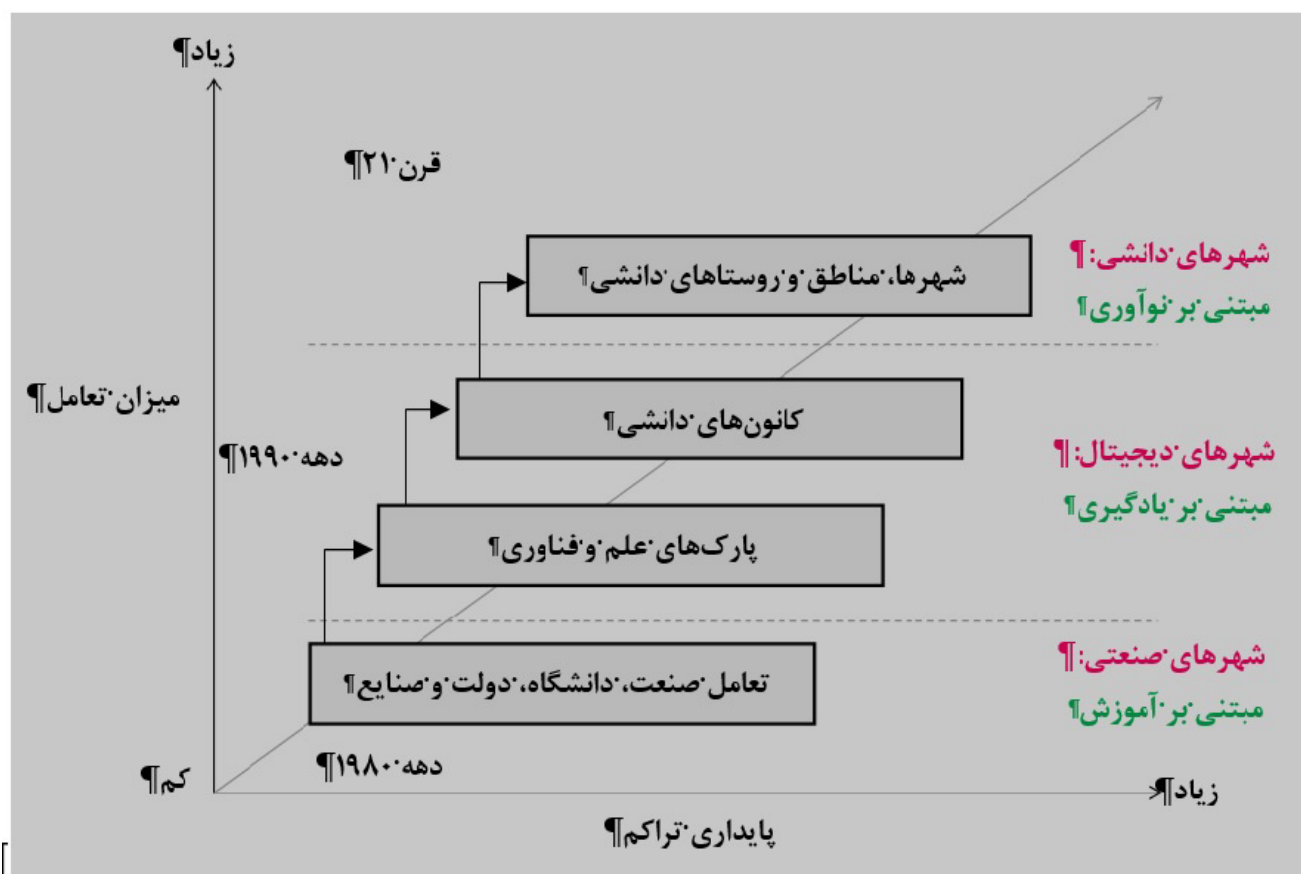 زیاد¶
قرن·۲۱¶
شهرهای·دانشی:¶
شهرها،·مناطق·و·روستاهای·دانشی¶
مبتنی·بر·نوآوری¶
میزان·تعامل¶
کانون‌های·دانشی¶
دهه·۱۹۹۰¶
شهرهای·دیجیتال:¶
مبتنی·بر·یادگیری¶
پارک‌های·علم·و·فناوری¶
شهرهای·صنعتی:¶
تعامل·صنعت،·دانشگاه،·دولت·و·صنایع¶
مبتنی·بر·آموزش¶
دهه·۱۹۸۰¶
کم¶
زیاد¶
پایداری·تراکم¶